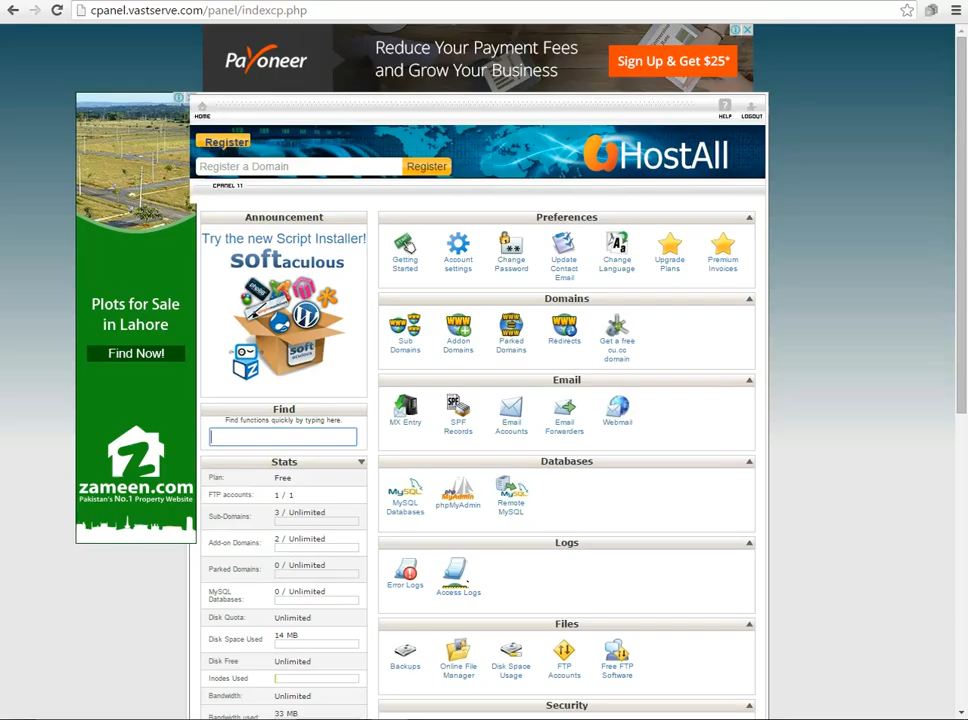 cpanel.vastserve.com/panel/indexcp.php
Payoneer
Reduce Your Payment Fees
and Grow Your Business
Sign Up & Get $25*
HOME
HELP
LOGOUT
Register
Register a Domain
Register
HostAll
CPANEL 11
Plots for Sale
in Lahore
Find Now!
zameen.com
Pakistan's No.1 Property Website
Announcement
Try the new Script Installer!
softaculous
soft
Find
Find functions quickly by typing here.
Stats
Plan: Free
FTP accounts: 1 / 1
Sub-Domains: 3 / Unlimited
Add-on Domains: 2 / Unlimited
Parked Domains: 0 / Unlimited
MySQL
Databases: 0 / Unlimited
Disk Quota: Unlimited
Disk Space Used 14 MB
Disk Free Unlimited
Inodes Used
Bandwidth: Unlimited
Bandwidth used: 33 MB
Preferences
Getting
Started
Account
settings
Change
Password
Update
Contact
Email
Change
Language
Upgrade
Plans
Premium
Invoices
Domains
Sub
Domains
Addon
Domains
Parked
Domains
Redirects
Get a free
cu.cc
domain
Email
MX Entry
SPF
Records
Email
Accounts
Email
Forwarders
Webmail
Databases
MySQL
Databases
phpMyAdmin
Remote
MySQL
Logs
Error Logs
Access Logs
Files
Backups
Online File
Manager
Disk Space
Usage
FTP
Accounts
Free FTP
Software
Security